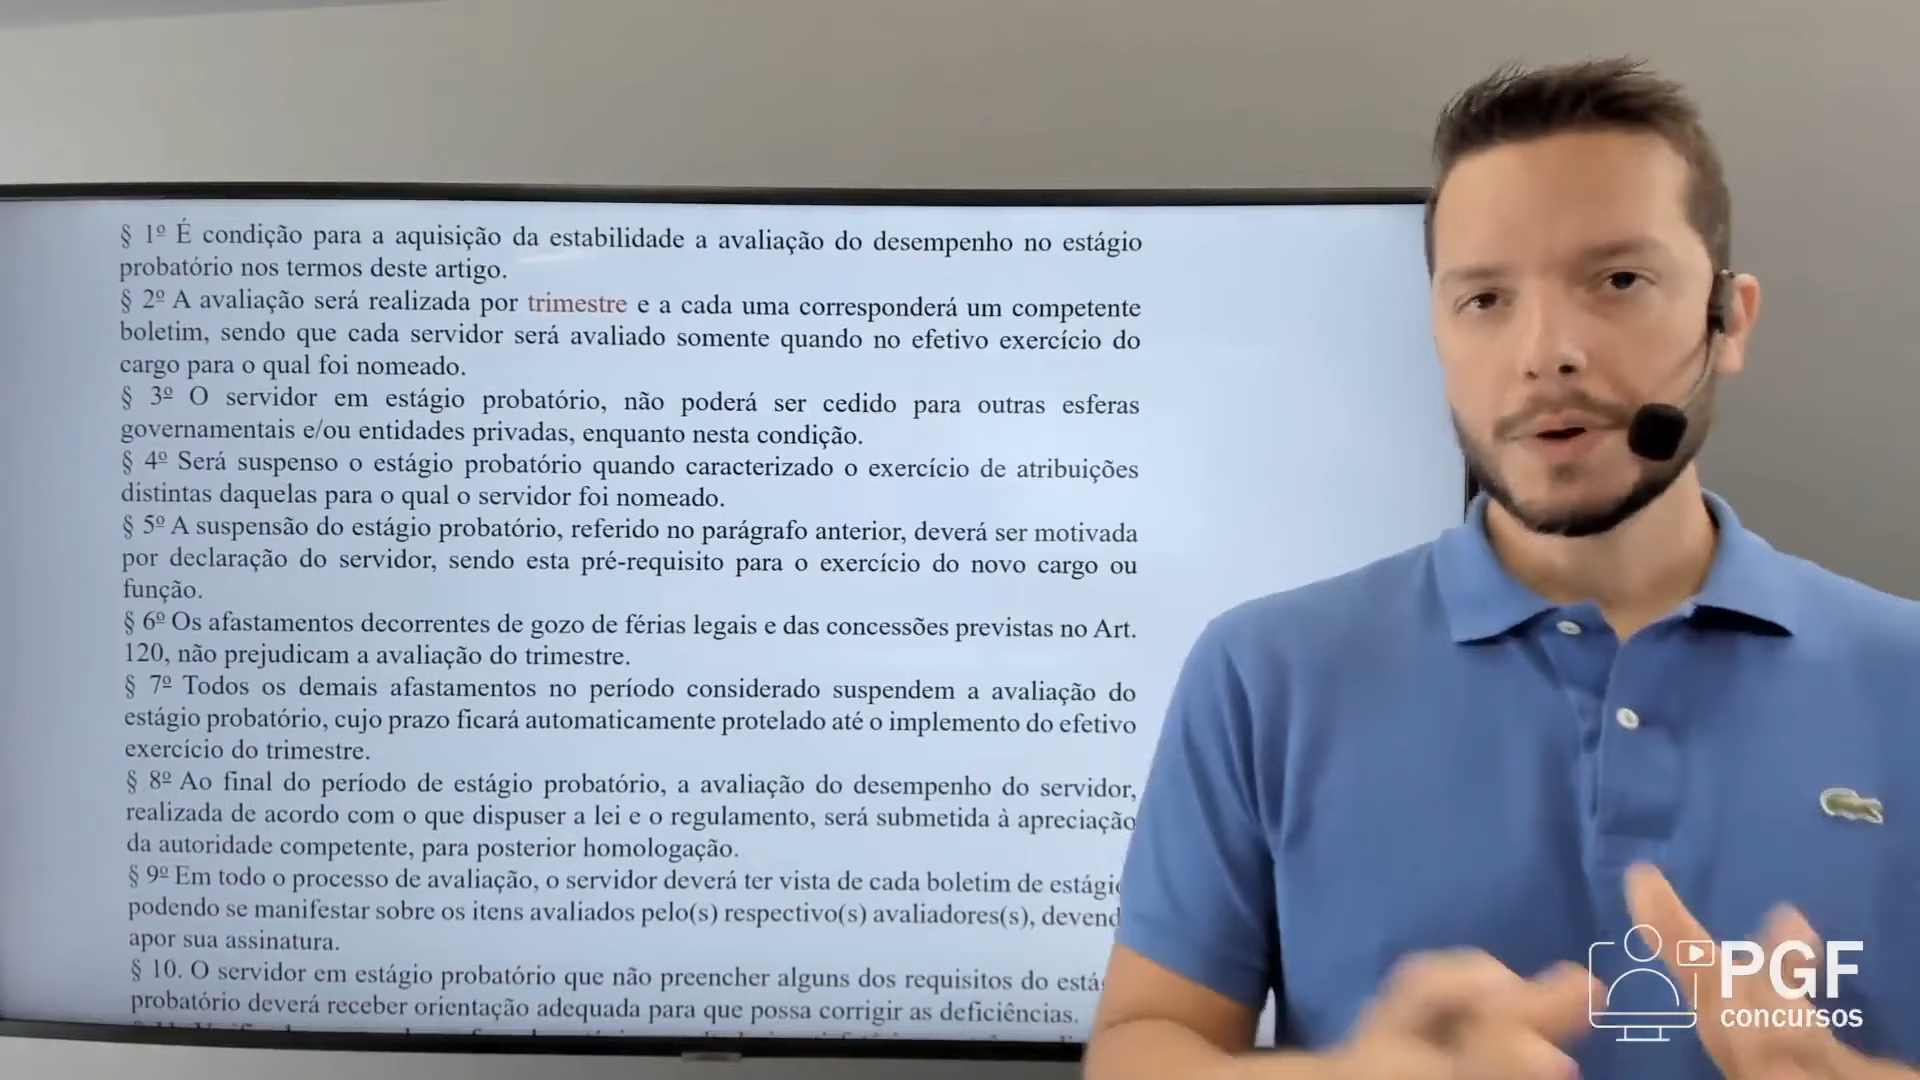 § 1º É condição para a aquisição da estabilidade a avaliação do desempenho no estágio
probatório nos termos deste artigo.
§ 2º A avaliação será realizada por trimestre e a cada uma corresponderá um competente
boletim, sendo que cada servidor será avaliado somente quando no efetivo exercício do
cargo para o qual foi nomeado.
§ 3º O servidor em estágio probatório, não poderá ser cedido para outras esferas
governamentais e/ou entidades privadas, enquanto nesta condição.
§ 4º Será suspenso o estágio probatório quando caracterizado o exercício de atribuições
distintas daquelas para o qual o servidor foi nomeado.
§ 5º A suspensão do estágio probatório, referido no parágrafo anterior, deverá ser motivada
por declaração do servidor, sendo esta pré-requisito para o exercício do novo cargo ou
função.
§ 6º Os afastamentos decorrentes de gozo de férias legais e das concessões previstas no Art.
120, não prejudicam a avaliação do trimestre.
§ 7º Todos os demais afastamentos no período considerado suspendem a avaliação do
estágio probatório, cujo prazo ficará automaticamente protelado até o implemento do efetivo
exercício do trimestre.
§ 8º Ao final do período de estágio probatório, a avaliação do desempenho do servidor,
realizada de acordo com o que dispuser a lei e o regulamento, será submetida à apreciação
da autoridade competente, para posterior homologação.
§ 9º Em todo o processo de avaliação, o servidor deverá ter vista de cada boletim de estági
podendo se manifestar sobre os itens avaliados pelo(s) respectivo(s) avaliadores(s), devend
apor sua assinatura.
§ 10. O servidor em estágio probatório que não preencher alguns dos requisitos do está
probatório deverá receber orientação adequada para que possa corrigir as deficiências.
PGF
concursos